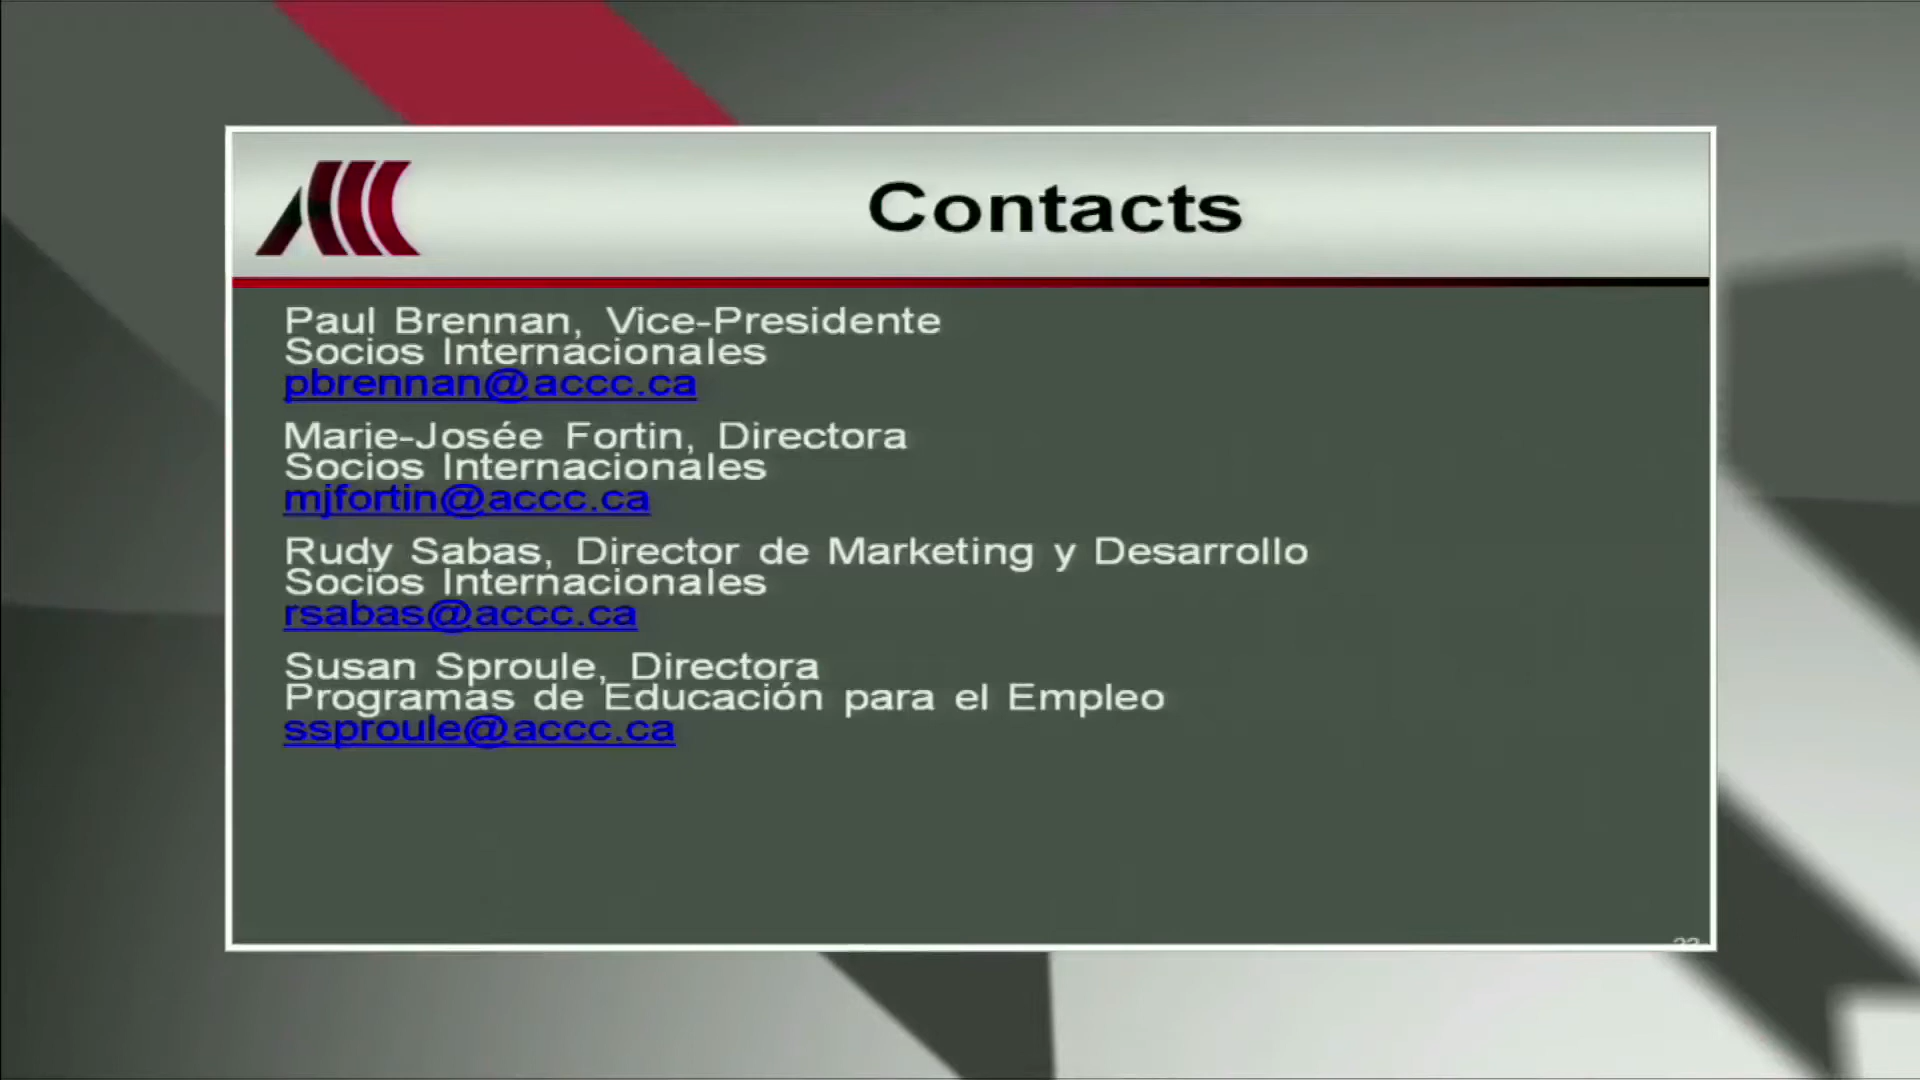 Contacts
Paul Brennan, Vice-Presidente
Socios Internacionales
pbrennan@accc.ca
Marie-Josée Fortin, Directora
Socios Internacionales
mjfortin@accc.ca
Rudy Sabas, Director de Marketing y Desarrollo
Socios Internacionales
rsabas@accc.ca
Susan Sproule, Directora
Programas de Educación para el Empleo
ssproule@accc.ca